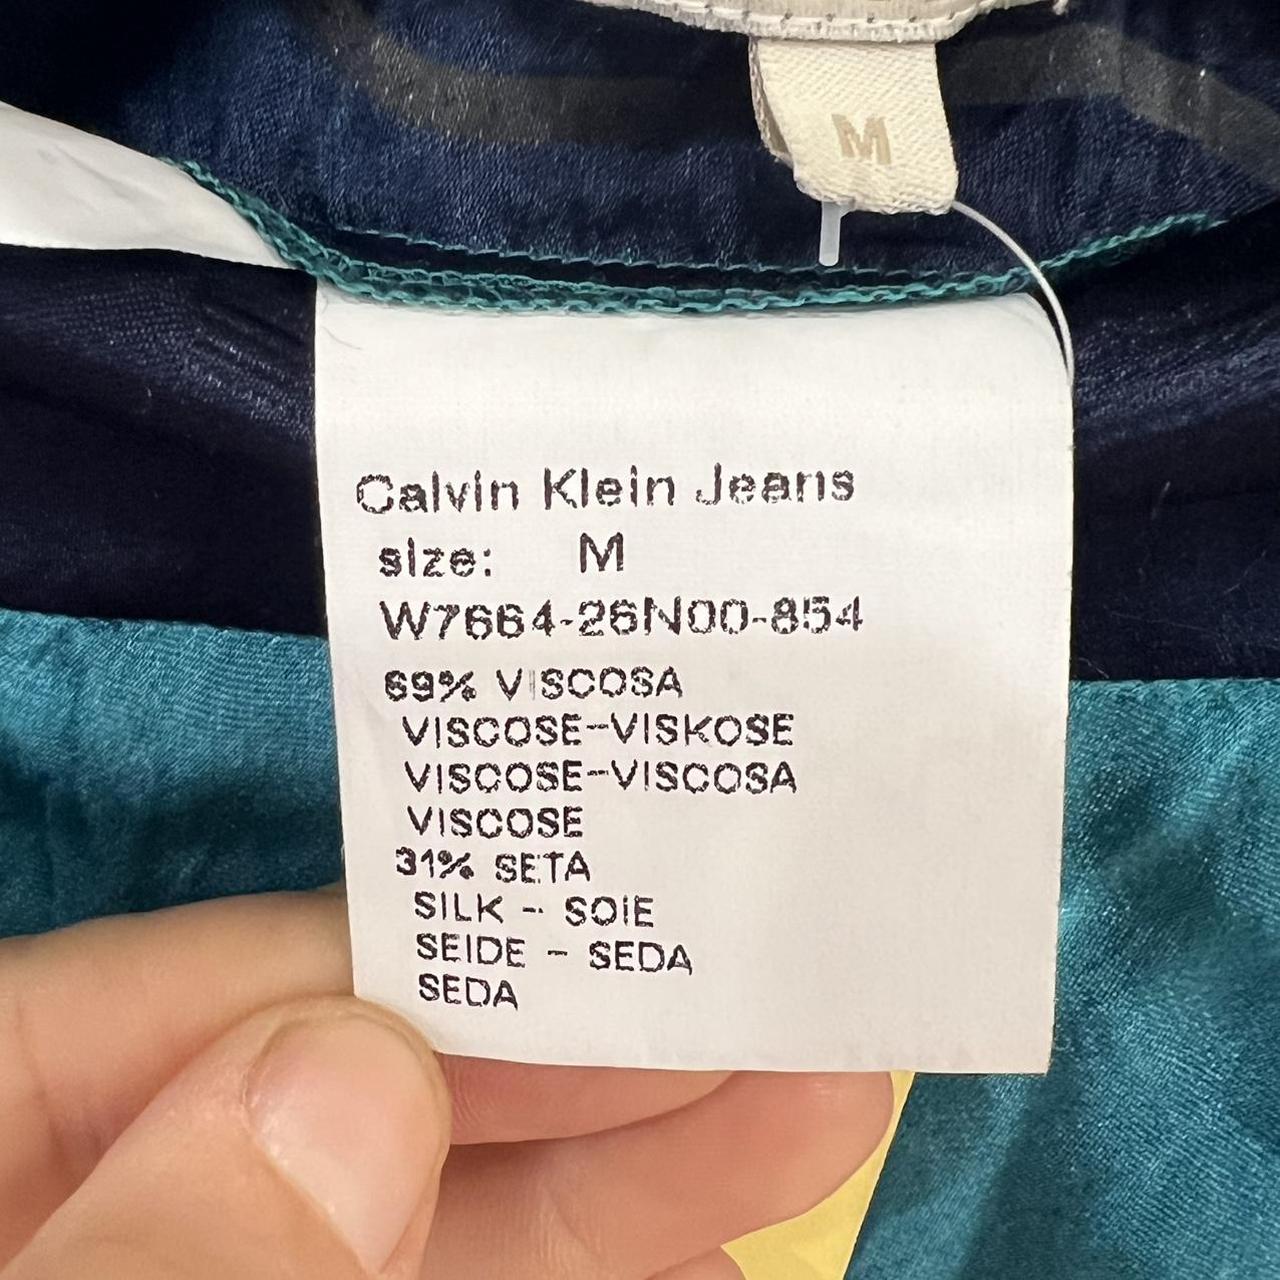 M
Calvin Klein Jeans
size: M
W7664-26N00-854
69% VISCOSA
VISCOSE-VISKOSE
VISCOSE-VISCOSA
VISCOSE
31% SETA
SILK - SOIE
SEIDE - SEDA
SEDA